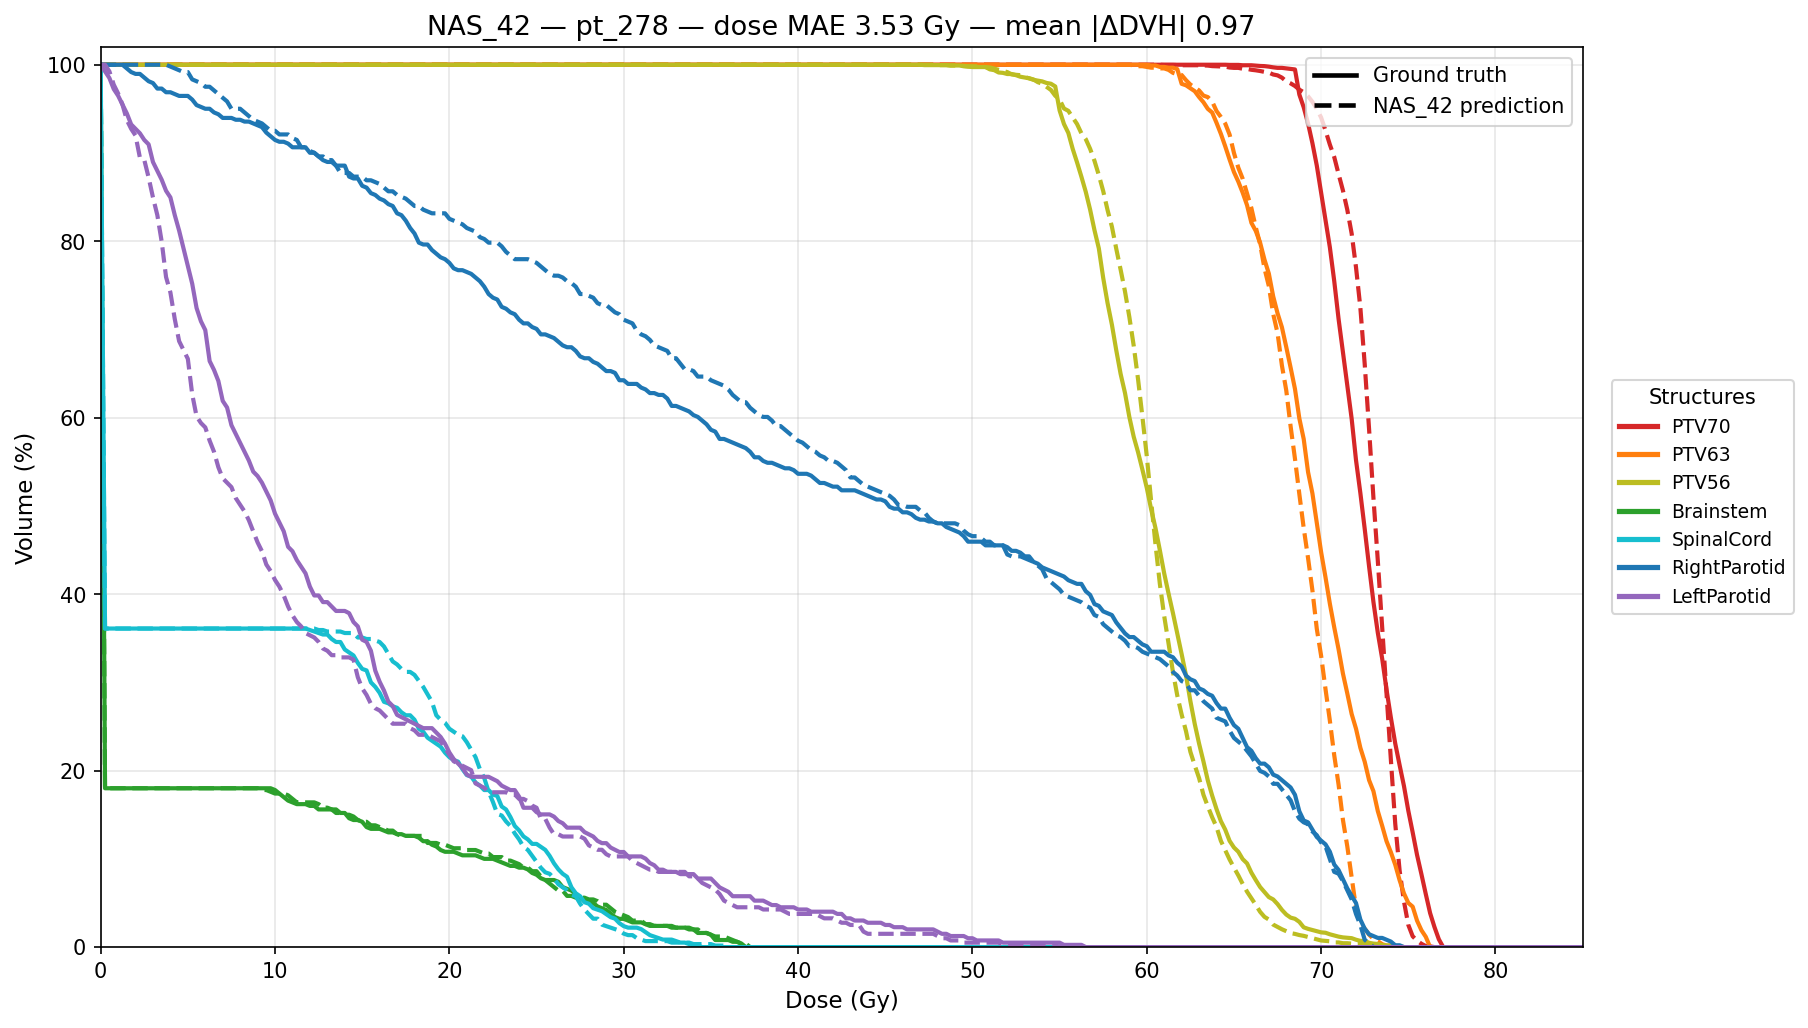 NAS_42 — pt_278 — dose MAE 3.53 Gy — mean |ΔDVH| 0.97
Ground truth
NAS_42 prediction
Volume (%)
100
80
60
40
20
0
0 10 20 30 40 50 60 70 80
Dose (Gy)
Structures
PTV70
PTV63
PTV56
Brainstem
SpinalCord
RightParotid
LeftParotid